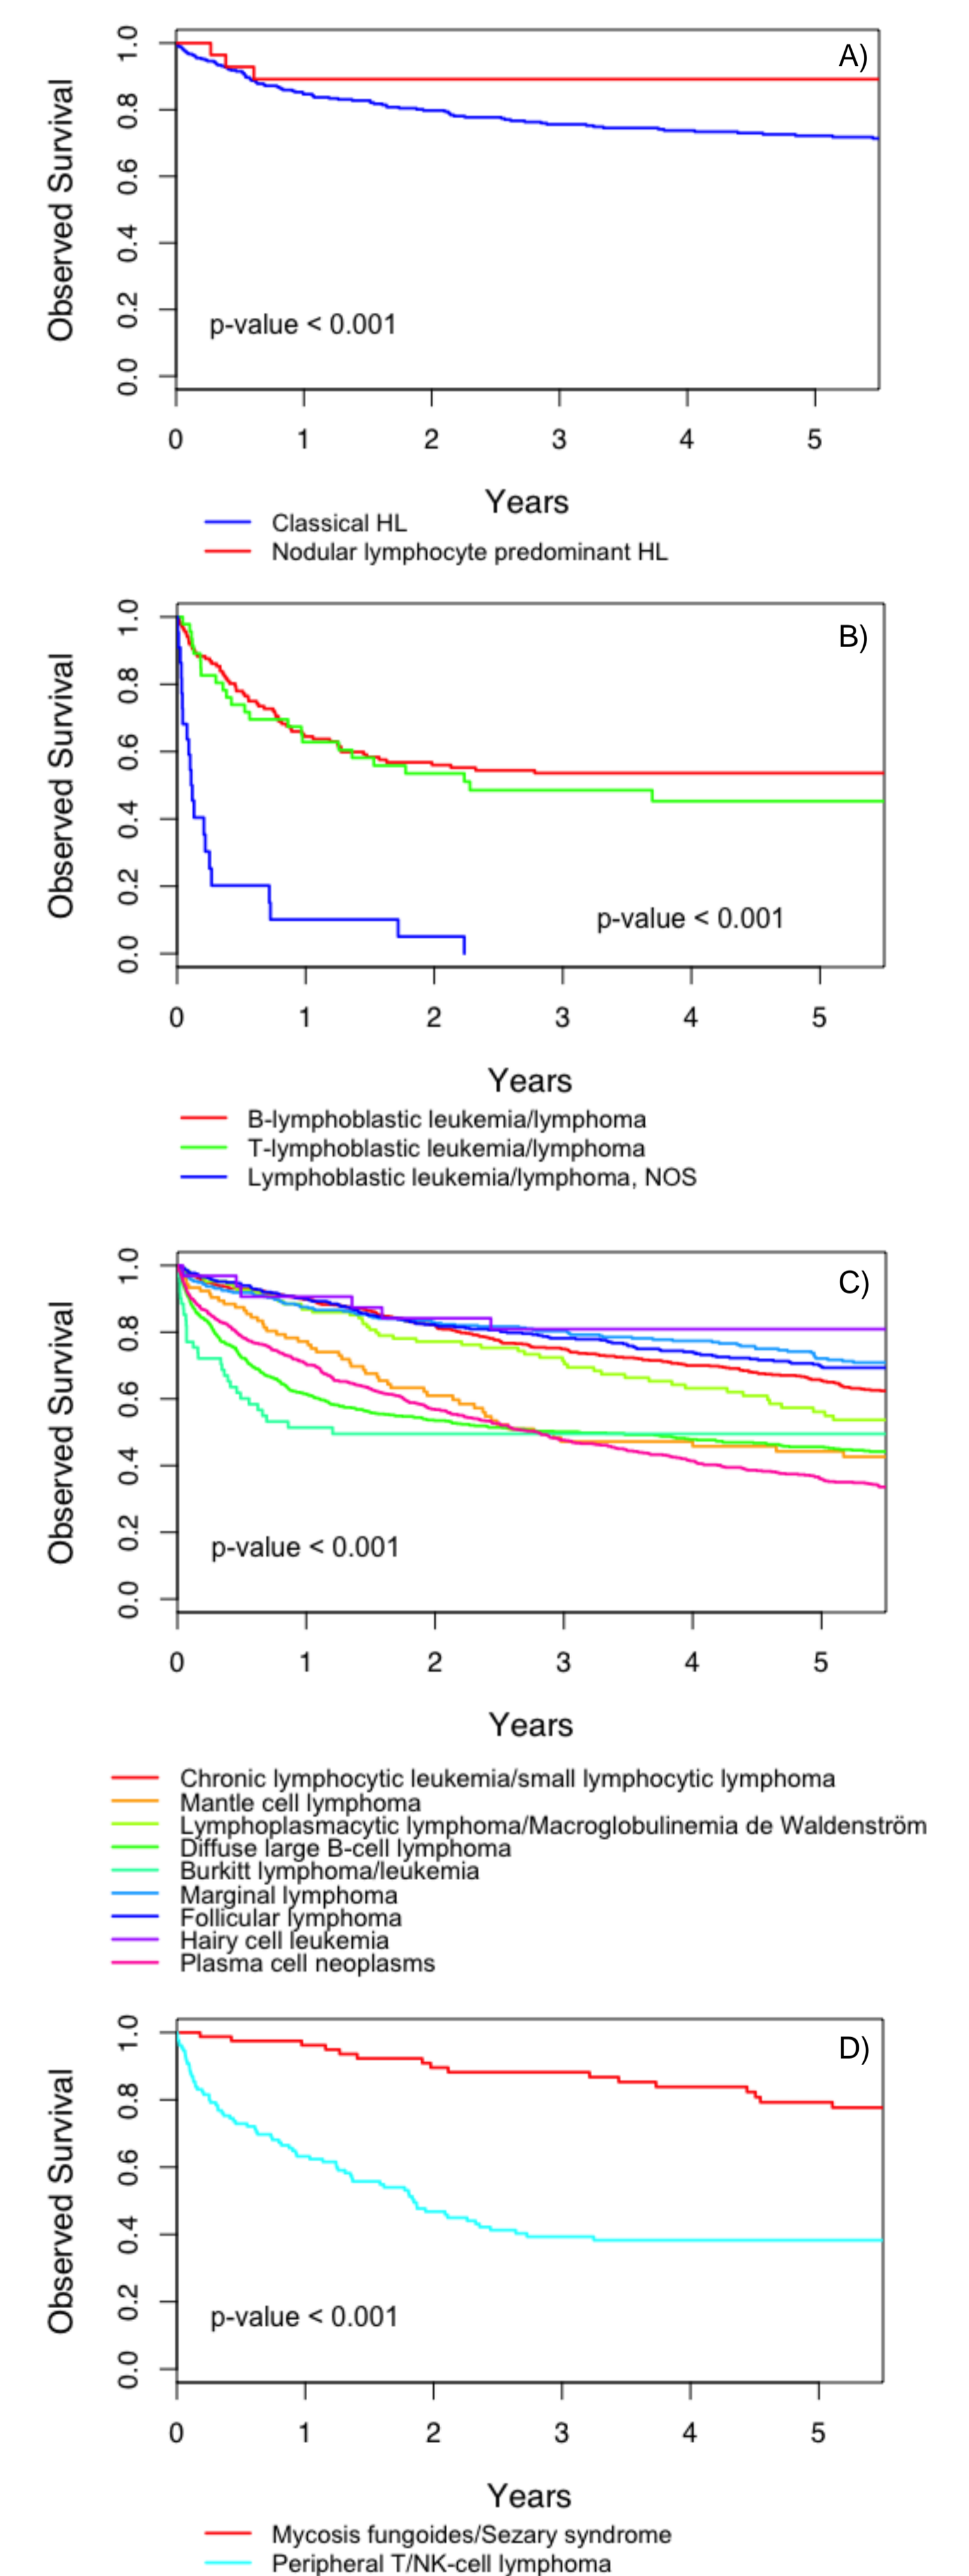 A)
Observed Survival
1.0
0.8
0.6
0.4
0.2
0.0
p-value < 0.001
0 1 2 3 4 5
Years
Classical HL
Nodular lymphocyte predominant HL
B)
Observed Survival
1.0
0.8
0.6
0.4
0.2
0.0
p-value < 0.001
0 1 2 3 4 5
Years
B-lymphoblastic leukemia/lymphoma
T-lymphoblastic leukemia/lymphoma
Lymphoblastic leukemia/lymphoma, NOS
C)
Observed Survival
1.0
0.8
0.6
0.4
0.2
0.0
p-value < 0.001
0 1 2 3 4 5
Years
Chronic lymphocytic leukemia/small lymphocytic lymphoma
Mantle cell lymphoma
Lymphoplasmacytic lymphoma/Macroglobulinemia de Waldenström
Diffuse large B-cell lymphoma
Burkitt lymphoma/leukemia
Marginal lymphoma
Follicular lymphoma
Hairy cell leukemia
Plasma cell neoplasms
D)
Observed Survival
1.0
0.8
0.6
0.4
0.2
0.0
p-value < 0.001
0 1 2 3 4 5
Years
Mycosis fungoides/Sezary syndrome
Peripheral T/NK-cell lymphoma